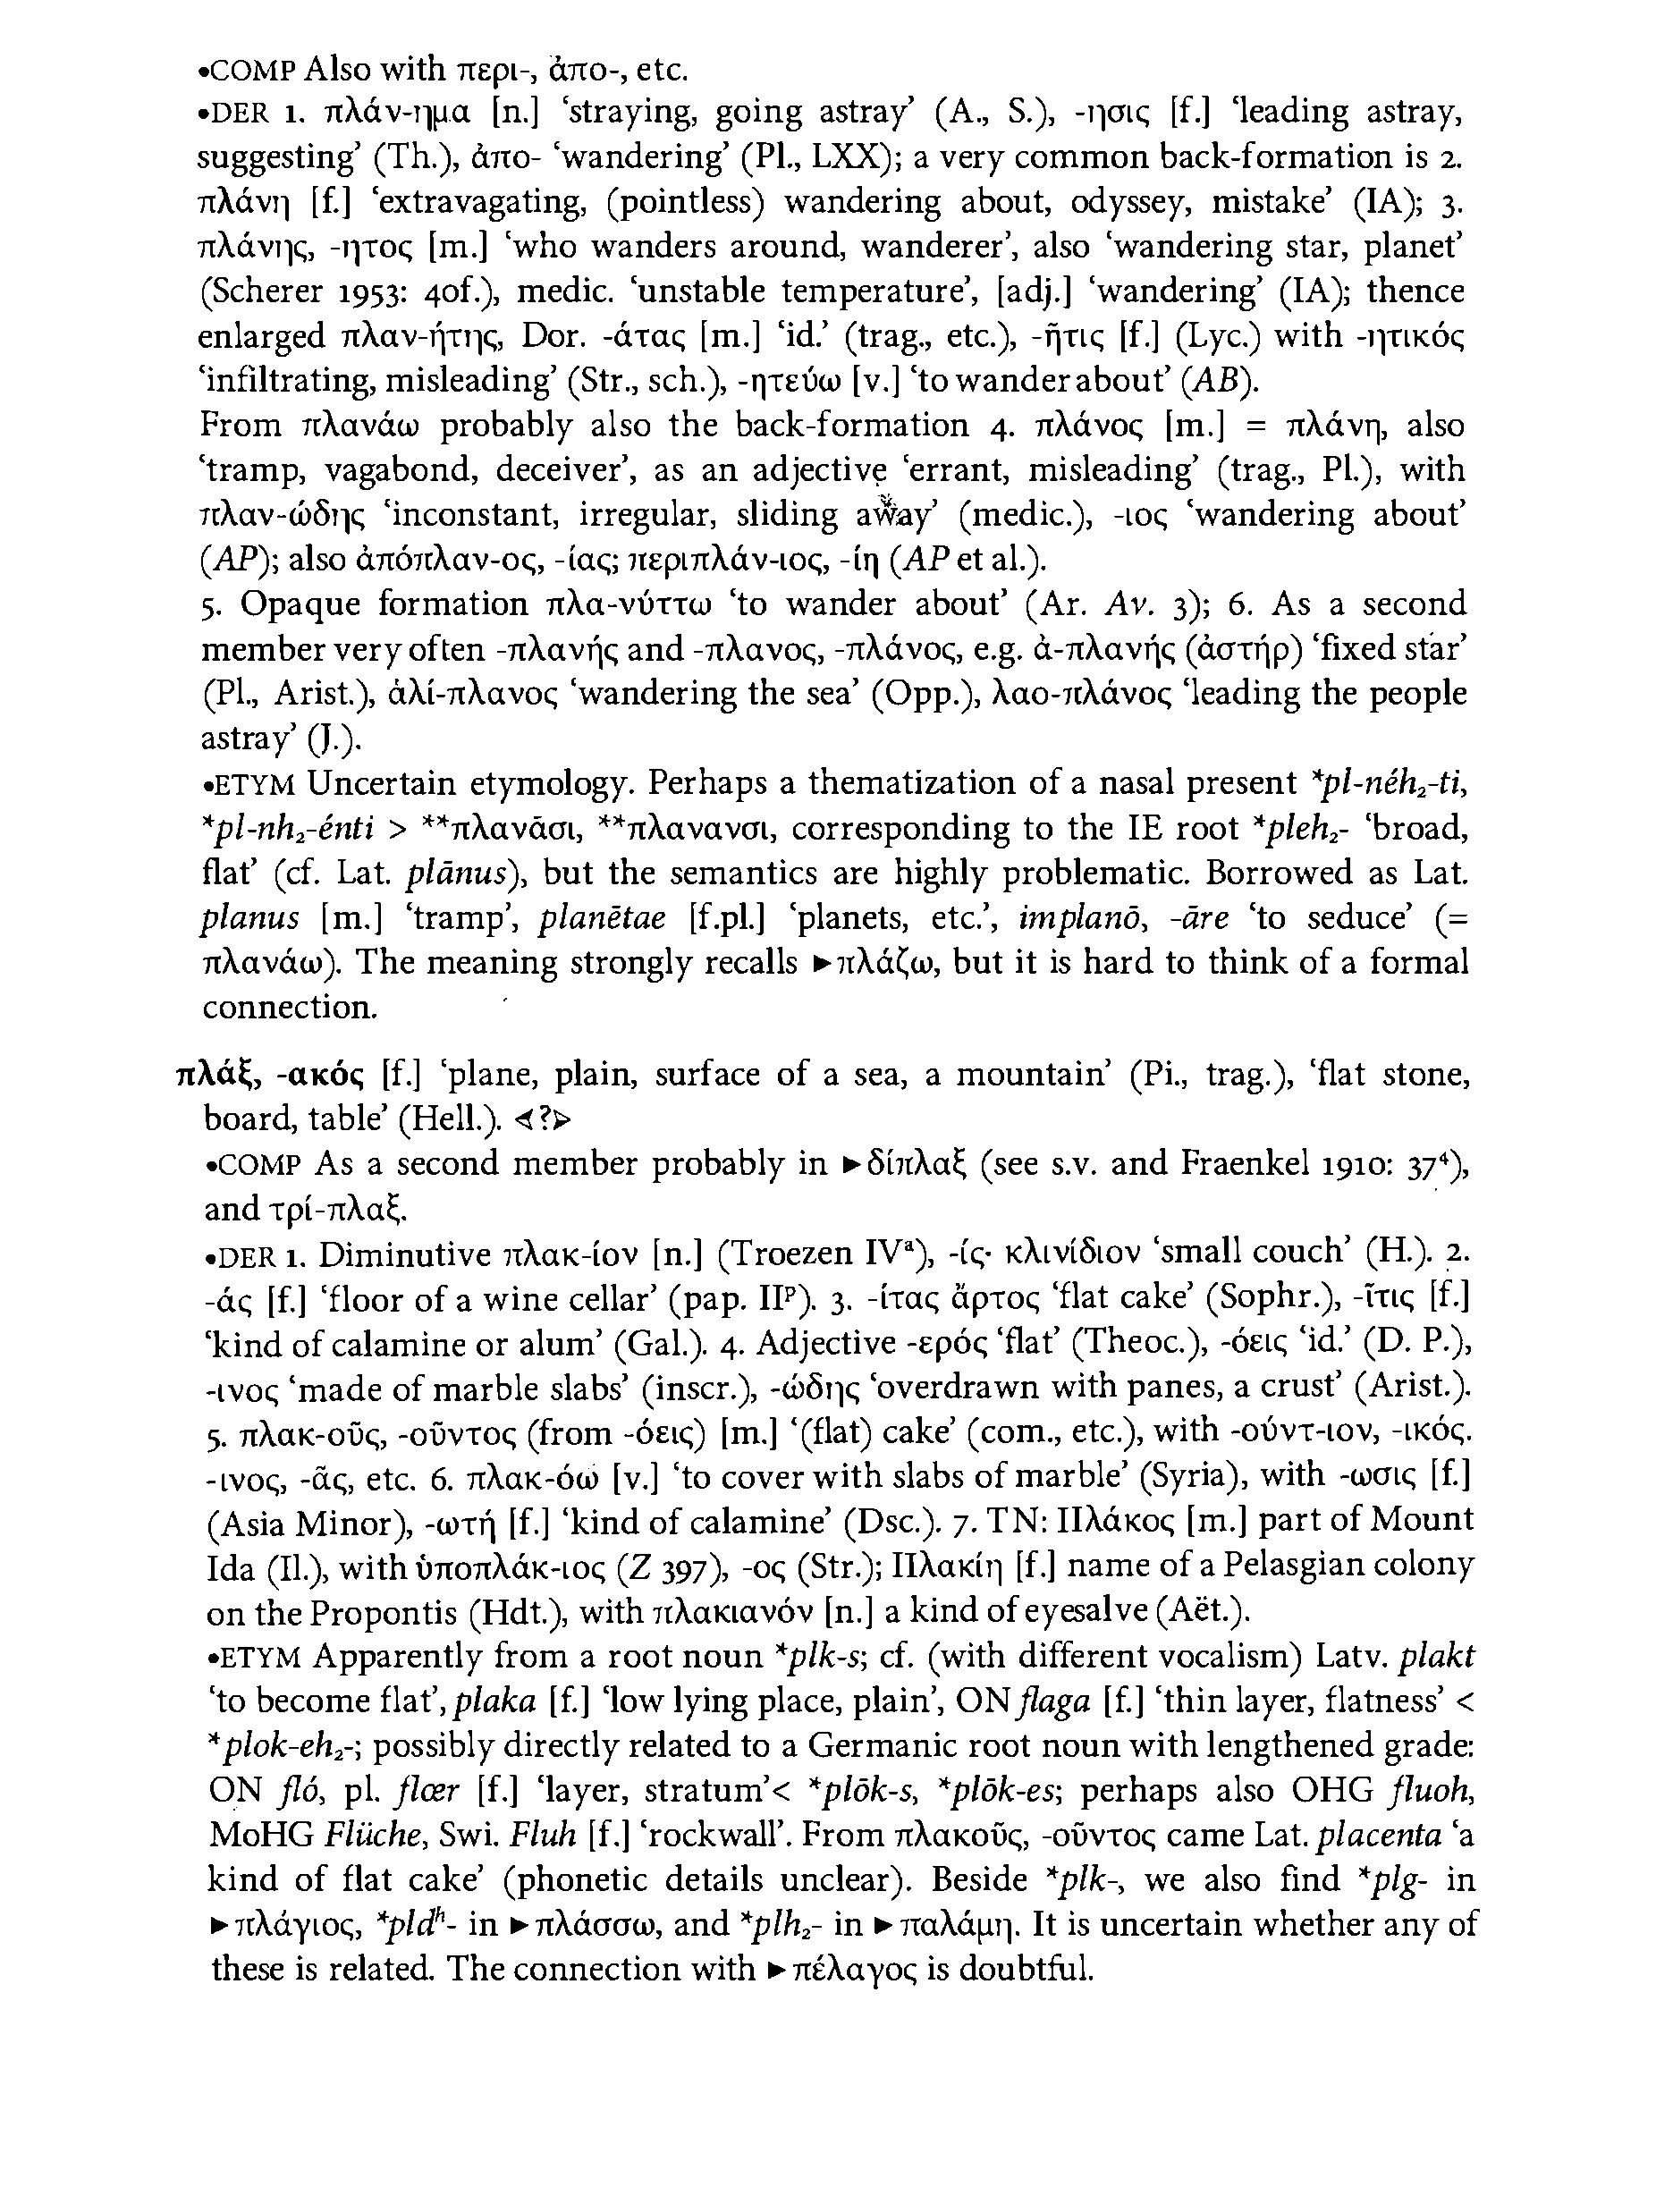 •COMP Also with περι-, ἀπο-, etc.
•DER 1. πλάν-ημα [n.] ‘straying, going astray’ (A., S.), -ησις [f.] ‘leading astray,
suggesting’ (Th.), ἀπο- ‘wandering’ (Pl., LXX); a very common back-formation is 2.
πλάνη [f.] ‘extravagating, (pointless) wandering about, odyssey, mistake’ (IA); 3.
πλάνης, -ητος [m.] ‘who wanders around, wanderer’, also ‘wandering star, planet’
(Scherer 1953: 40f.), medic. ‘unstable temperature’, [adj.] ‘wandering’ (IA); thence
enlarged πλαν-ήτης, Dor. -άτας [m.] ‘id.’ (trag., etc.), -ῆτις [f.] (Lyc.) with -ητικός
‘infiltrating, misleading’ (Str., sch.), -ητεύω [v.] ‘to wander about’ (AB).
From πλανάω probably also the back-formation 4. πλάνος [m.] = πλάνη, also
‘tramp, vagabond, deceiver’, as an adjective ‘errant, misleading’ (trag., Pl.), with
πλαν-ώδης ‘inconstant, irregular, sliding away’ (medic.), -ιος ‘wandering about’
(AP); also ἀπόπλαν-ος, -ίας; περιπλάν-ιος, -ίη (AP et al.).
5. Opaque formation πλα-νύττω ‘to wander about’ (Ar. Av. 3); 6. As a second
member very often -πλανής and -πλανος, -πλάνος, e.g. ἀ-πλανής (ἀστήρ) ‘fixed star’
(Pl., Arist.), ἁλί-πλανος ‘wandering the sea’ (Opp.), λαο-πλάνος ‘leading the people
astray’ (J.).
•ETYM Uncertain etymology. Perhaps a thematization of a nasal present *pl-néh₂-ti,
*pl-nh₂-énti > **πλανᾱσι, **πλανανσι, corresponding to the IE root *pleh₂- ‘broad,
flat’ (cf. Lat. plānus), but the semantics are highly problematic. Borrowed as Lat.
planus [m.] ‘tramp’, planētae [f.pl.] ‘planets, etc.’, implanō, -āre ‘to seduce’ (=
πλανάω). The meaning strongly recalls ►πλάζω, but it is hard to think of a formal
connection.
πλάξ, -ακός [f.] ‘plane, plain, surface of a sea, a mountain’ (Pi., trag.), ‘flat stone,
board, table’ (Hell.). ⋖?⋗
•COMP As a second member probably in ►δίπλαξ (see s.v. and Fraenkel 1910: 37⁴),
and τρί-πλαξ.
•DER 1. Diminutive πλακ-ίον [n.] (Troezen IVᵃ), -ίς· κλινίδιον ‘small couch’ (H.). 2.
-άς [f.] ‘floor of a wine cellar’ (pap. IIᵖ). 3. -ίτας ἄρτος ‘flat cake’ (Sophr.), -ῖτις [f.]
‘kind of calamine or alum’ (Gal.). 4. Adjective -ερός ‘flat’ (Theoc.), -όεις ‘id.’ (D. P.),
-ινος ‘made of marble slabs’ (inscr.), -ώδης ‘overdrawn with panes, a crust’ (Arist.).
5. πλακ-οῦς, -οῦντος (from -όεις) [m.] ‘(flat) cake’ (com., etc.), with -ούντ-ιον, -ικός.
-ινος, -ᾶς, etc. 6. πλακ-όω [v.] ‘to cover with slabs of marble’ (Syria), with -ωσις [f.]
(Asia Minor), -ωτή [f.] ‘kind of calamine’ (Dsc.). 7. TN: Πλάκος [m.] part of Mount
Ida (Il.), with ὑποπλάκ-ιος (Z 397), -ος (Str.); Πλακίη [f.] name of a Pelasgian colony
on the Propontis (Hdt.), with πλακιανόν [n.] a kind of eyesalve (Aët.).
•ETYM Apparently from a root noun *plk-s; cf. (with different vocalism) Latv. plakt
‘to become flat’, plaka [f.] ‘low lying place, plain’, ON flaga [f.] ‘thin layer, flatness’ <
*plok-eh₂-; possibly directly related to a Germanic root noun with lengthened grade:
ON fló, pl. flœr [f.] ‘layer, stratum’< *plōk-s, *plōk-es; perhaps also OHG fluoh,
MoHG Flüche, Swi. Fluh [f.] ‘rockwall’. From πλακοῦς, -οῦντος came Lat. placenta ‘a
kind of flat cake’ (phonetic details unclear). Beside *plk-, we also find *plg- in
►πλάγιος, *pldʰ- in ►πλάσσω, and *plh₂- in ►παλάμη. It is uncertain whether any of
these is related. The connection with ►πέλαγος is doubtful.